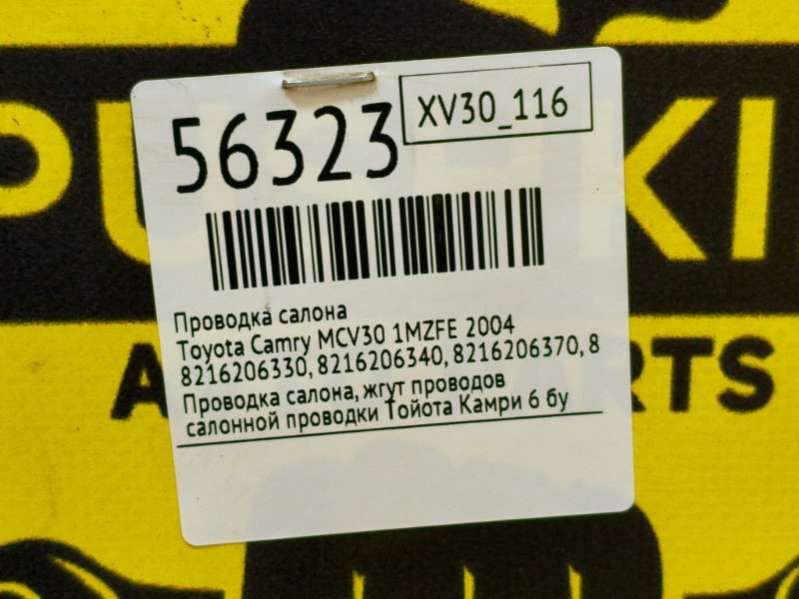 56323
XV30_116
Проводка салона
Toyota Camry MCV30 1MZFE 2004
8216206330, 8216206340, 8216206370, 8
Проводка салона, жгут проводов
салонной проводки Тойота Камри 6 бу